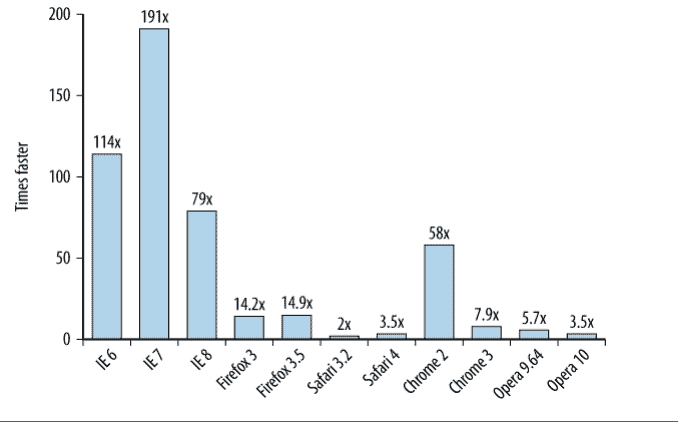 200
150
100
50
0
Times faster
114x
191x
79x
14.2x
14.9x
2x
3.5x
58x
7.9x
5.7x
3.5x
IE 6
IE 7
IE 8
Firefox 3
Firefox 3.5
Safari 3.2
Safari 4
Chrome 2
Chrome 3
Opera 9.64
Opera 10